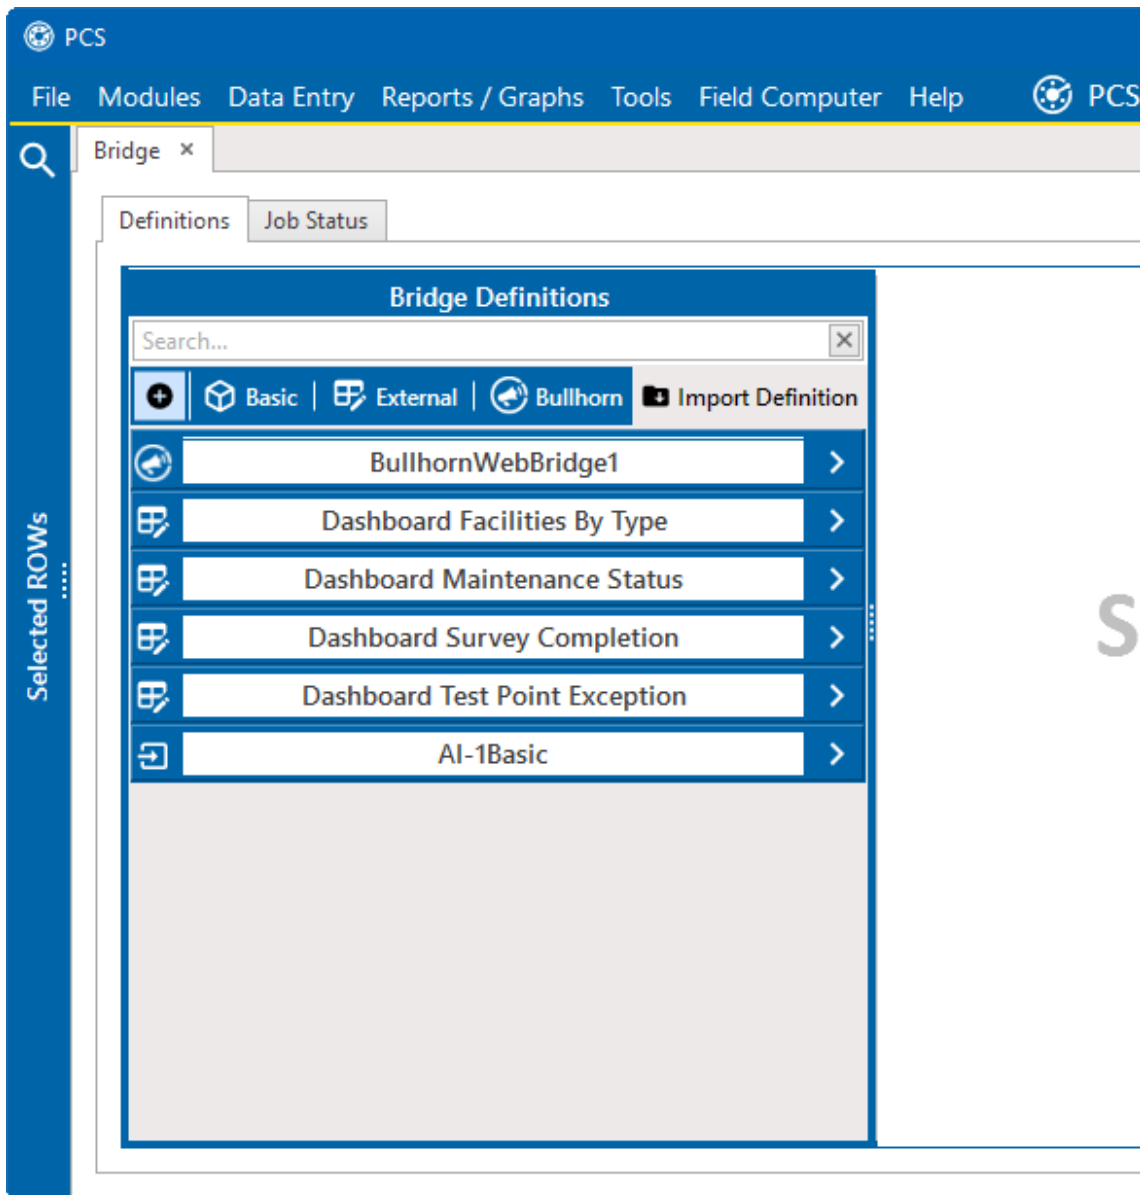 PCS
File Modules Data Entry Reports / Graphs Tools Field Computer Help PCS
Bridge ×
Definitions Job Status
Bridge Definitions
Search...
Basic | External | Bullhorn Import Definition
BullhornWebBridge1
Dashboard Facilities By Type
Dashboard Maintenance Status
Dashboard Survey Completion
Dashboard Test Point Exception
AI-1Basic
Selected ROWs
S